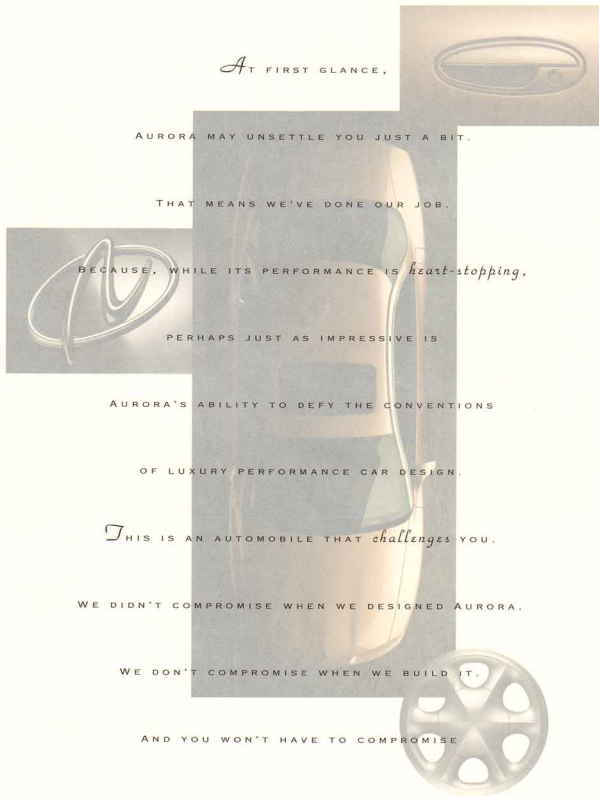 At first glance,
Aurora may unsettle you just a bit.
That means we've done our job.
Because, while its performance is heart-stopping,
perhaps just as impressive is
Aurora's ability to defy the conventions
of luxury performance car design.
This is an automobile that challenges you.
We didn't compromise when we designed Aurora.
We don't compromise when we build it.
And you won't have to compromise